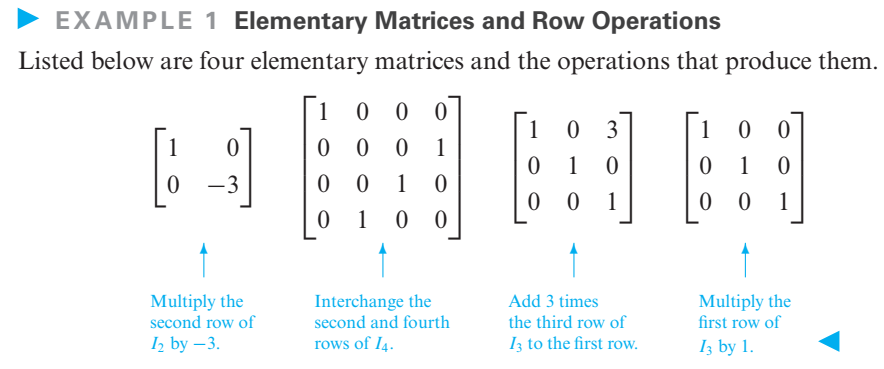 ▶ EXAMPLE 1 Elementary Matrices and Row Operations
Listed below are four elementary matrices and the operations that produce them.
1 0
0 −3
1 0 0 0
0 0 0 1
0 0 1 0
0 1 0 0
1 0 3
0 1 0
0 0 1
1 0 0
0 1 0
0 0 1
Multiply the
second row of
I₂ by −3.
Interchange the
second and fourth
rows of I₄.
Add 3 times
the third row of
I₃ to the first row.
Multiply the
first row of
I₃ by 1.